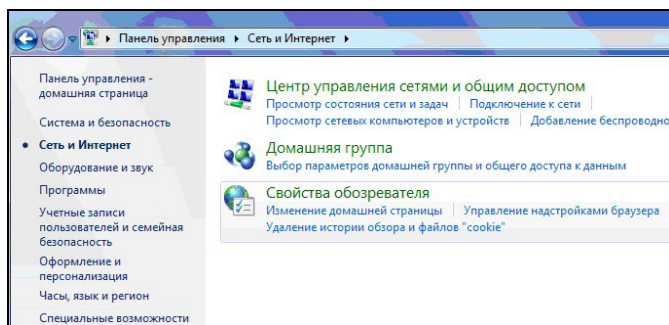 Панель управления ▸ Сеть и Интернет ▸
Панель управления -
домашняя страница
Система и безопасность
• Сеть и Интернет
Оборудование и звук
Программы
Учетные записи
пользователей и семейная
безопасность
Оформление и
персонализация
Часы, язык и регион
Специальные возможности
Центр управления сетями и общим доступом
Просмотр состояния сети и задач | Подключение к сети |
Просмотр сетевых компьютеров и устройств | Добавление беспроводно
Домашняя группа
Выбор параметров домашней группы и общего доступа к данным
Свойства обозревателя
Изменение домашней страницы | Управление надстройками браузера
Удаление истории обзора и файлов "cookie"